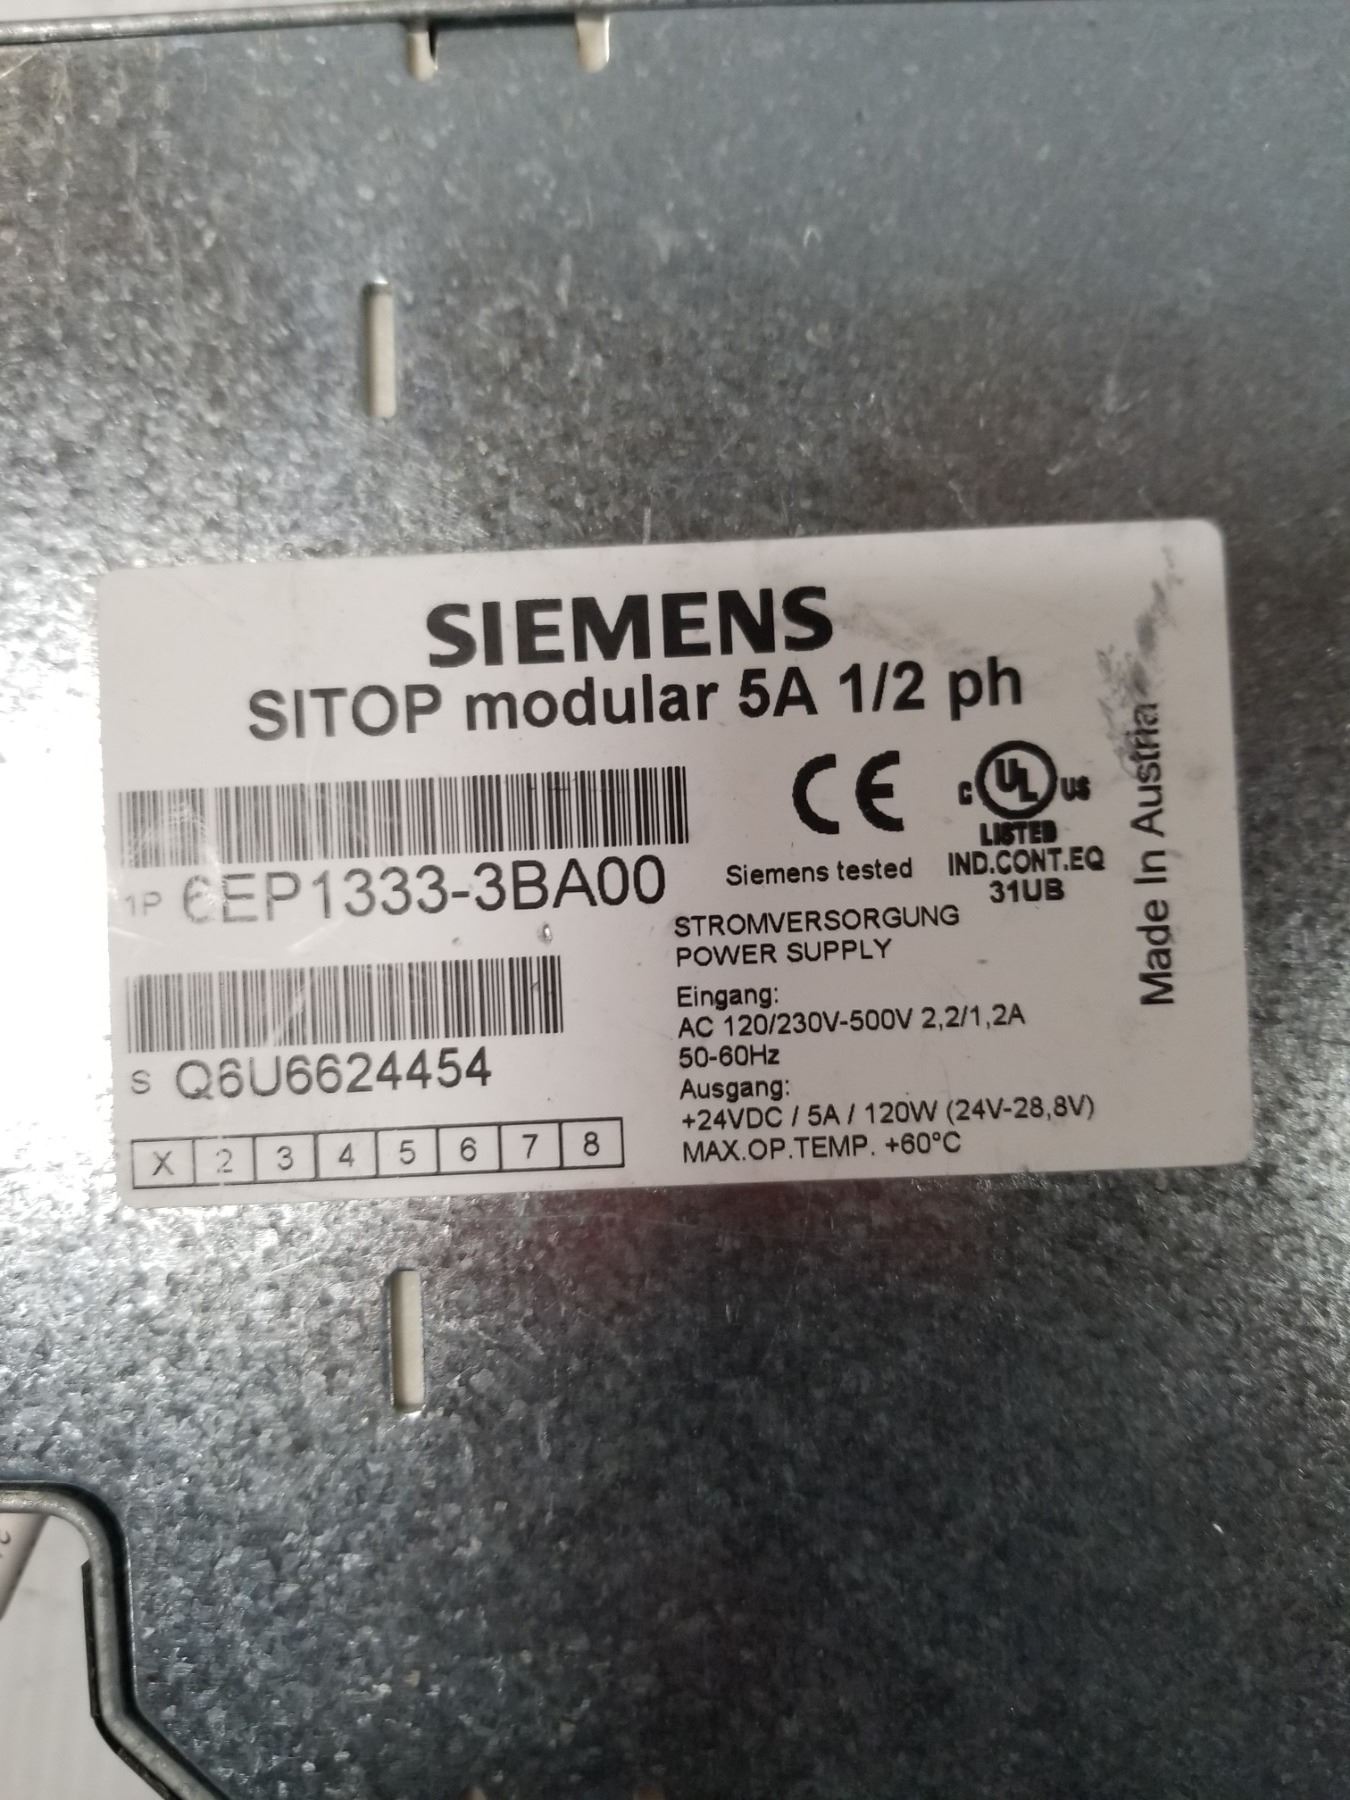 SIEMENS
SITOP modular 5A 1/2 ph
1P 6EP1333-3BA00
S Q6U6624454
X 2 3 4 5 6 7 8
CE
Siemens tested
C UL US
LISTED
IND.CONT.EQ
31UB
STROMVERSORGUNG
POWER SUPPLY
Eingang:
AC 120/230V-500V 2,2/1,2A
50-60Hz
Ausgang:
+24VDC / 5A / 120W (24V-28,8V)
MAX.OP.TEMP. +60°C
Made In Austria